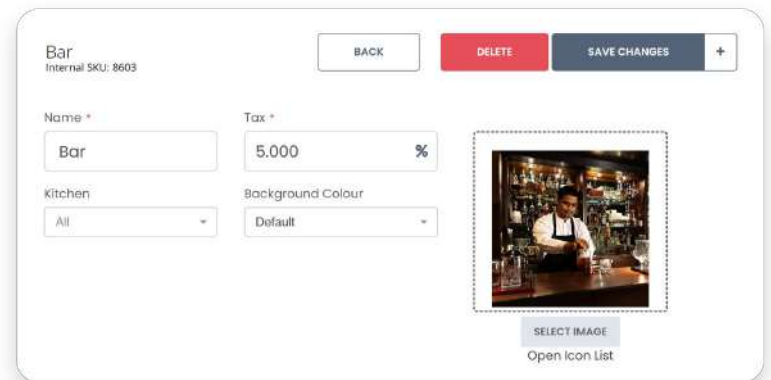 Bar
Internal SKU: 8603
BACK
DELETE
SAVE CHANGES
+
Name *
Tax *
Bar
5.000
%
Kitchen
Background Colour
All
Default
SELECT IMAGE
Open Icon List